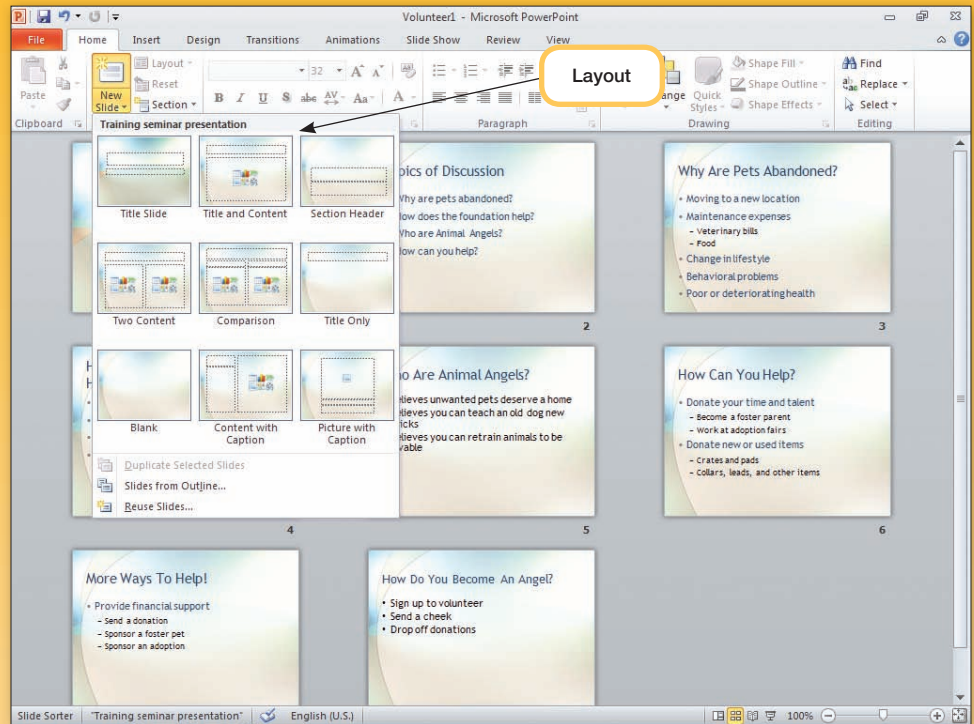 Volunteer1 - Microsoft PowerPoint
File Home Insert Design Transitions Animations Slide Show Review View
Paste
New Slide
Layout
Reset
Section
32
B I U S abc AV Aa A
Layout
Quick Styles
Shape Fill
Shape Outline
Shape Effects
Find
Replace
Select
Clipboard
Paragraph
Drawing
Editing
Training seminar presentation
Title Slide
Title and Content
Section Header
Two Content
Comparison
Title Only
Blank
Content with Caption
Picture with Caption
Duplicate Selected Slides
Slides from Outline...
Reuse Slides...
pics of Discussion
hy are pets abandoned?
ow does the foundation help?
ho are Animal Angels?
ow can you help?
2
Why Are Pets Abandoned?
• Moving to a new location
• Maintenance expenses
– Veterinary bills
– Food
• Change in lifestyle
• Behavioral problems
• Poor or deteriorating health
3
H
H
4
o Are Animal Angels?
elieves unwanted pets deserve a home
elieves you can teach an old dog new
icks
elieves you can retrain animals to be
vable
5
How Can You Help?
• Donate your time and talent
– Become a foster parent
– Work at adoption fairs
• Donate new or used items
– Crates and pads
– Collars, leads, and other items
6
More Ways To Help!
• Provide financial support
– Send a donation
– Sponsor a foster pet
– Sponsor an adoption
How Do You Become An Angel?
• Sign up to volunteer
• Send a cheek
• Drop off donations
Slide Sorter "Training seminar presentation" English (U.S.) 100%